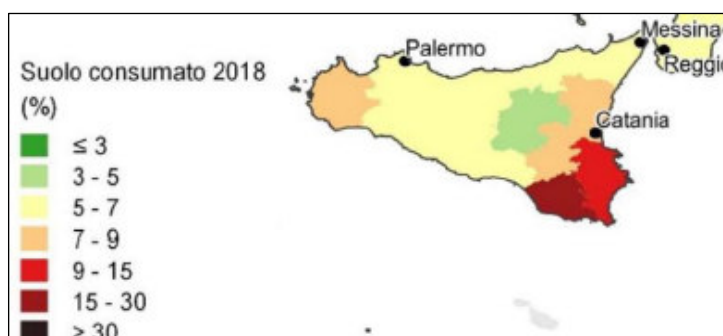 Messina
Palermo
Reggio
Suolo consumato 2018
(%)
Catania
≤ 3
3 - 5
5 - 7
7 - 9
9 - 15
15 - 30
> 30